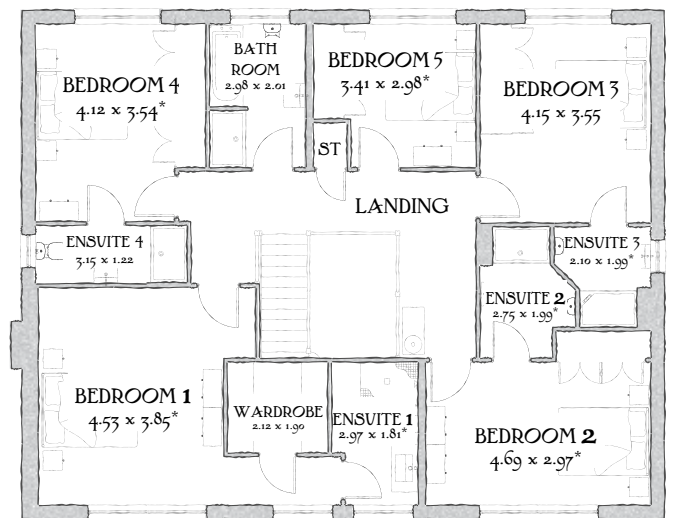 BATH
ROOM
2.98 x 2.01
BEDROOM 4
4.12 x 3.54*
BEDROOM 5
3.41 x 2.98*
BEDROOM 3
4.15 x 3.55
ST
LANDING
ENSUITE 4
3.15 x 1.22
ENSUITE 3
2.10 x 1.99*
ENSUITE 2
2.75 x 1.99*
BEDROOM 1
4.53 x 3.85*
WARDROBE
2.12 x 1.90
ENSUITE 1
2.97 x 1.81*
BEDROOM 2
4.69 x 2.97*